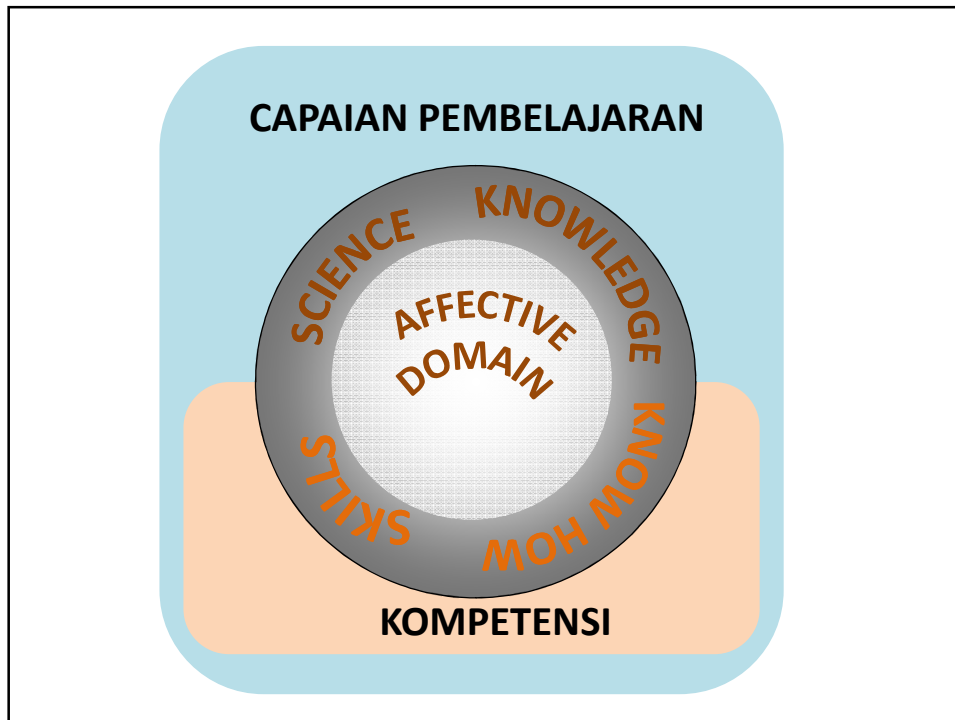 CAPAIAN PEMBELAJARAN
SCIENCE
KNOWLEDGE
AFFECTIVE
DOMAIN
SKILLS
KNOW HOW
KOMPETENSI